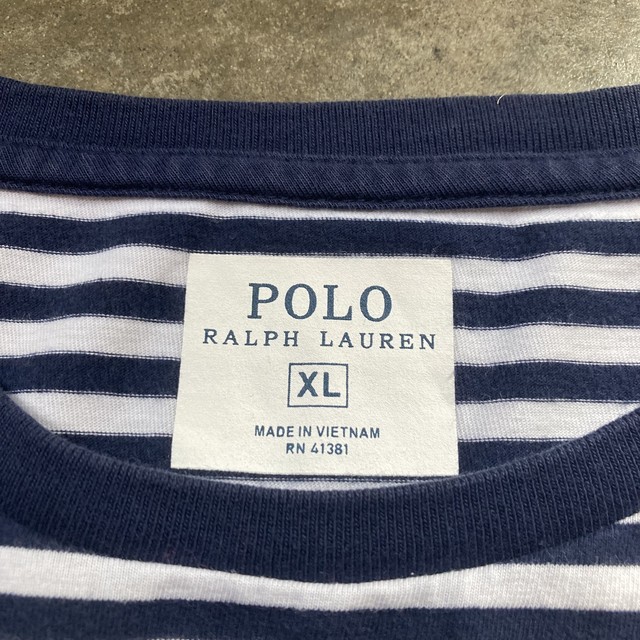 POLO
RALPH LAUREN
XL
MADE IN VIETNAM
RN 41381